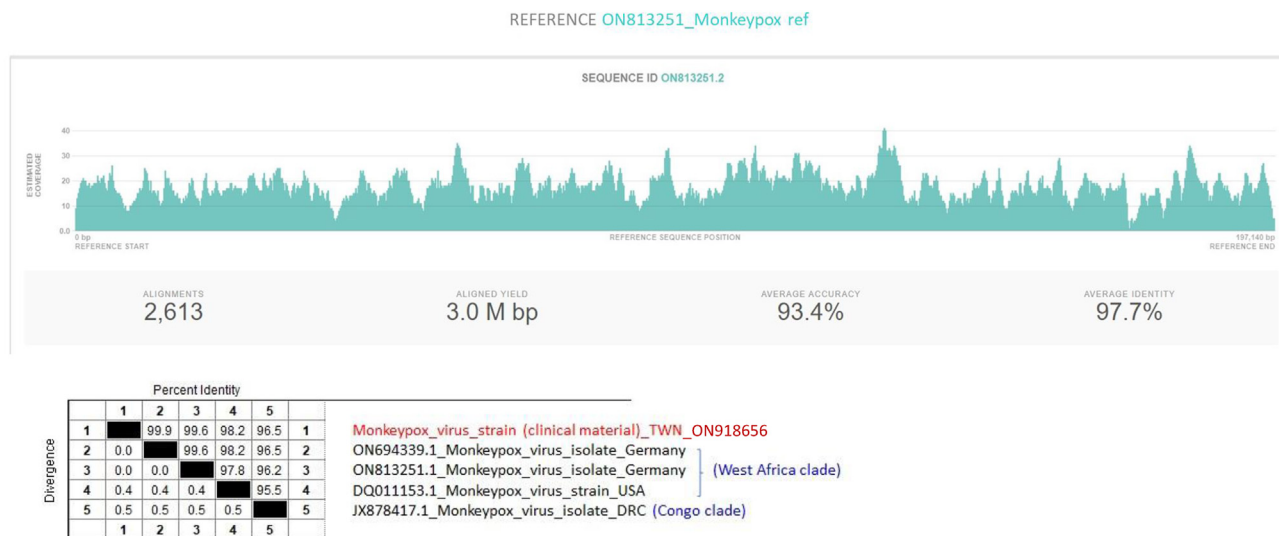 REFERENCE ON813251_Monkeypox ref
SEQUENCE ID ON813251.2
ESTIMATED COVERAGE
40
30
20
10
0.0
0 bp
197,140 bp
REFERENCE START
REFERENCE SEQUENCE POSITION
REFERENCE END
ALIGNMENTS
2,613
ALIGNED YIELD
3.0 M bp
AVERAGE ACCURACY
93.4%
AVERAGE IDENTITY
97.7%
Percent Identity
Divergence
1 2 3 4 5
1 99.9 99.6 98.2 96.5 1 Monkeypox_virus_strain (clinical material)_TWN_ON918656
2 0.0 99.6 98.2 96.5 2 ON694339.1_Monkeypox_virus_isolate_Germany
3 0.0 0.0 97.8 96.2 3 ON813251.1_Monkeypox_virus_isolate_Germany (West Africa clade)
4 0.4 0.4 0.4 95.5 4 DQ011153.1_Monkeypox_virus_strain_USA
5 0.5 0.5 0.5 0.5 5 JX878417.1_Monkeypox_virus_isolate_DRC (Congo clade)
1 2 3 4 5